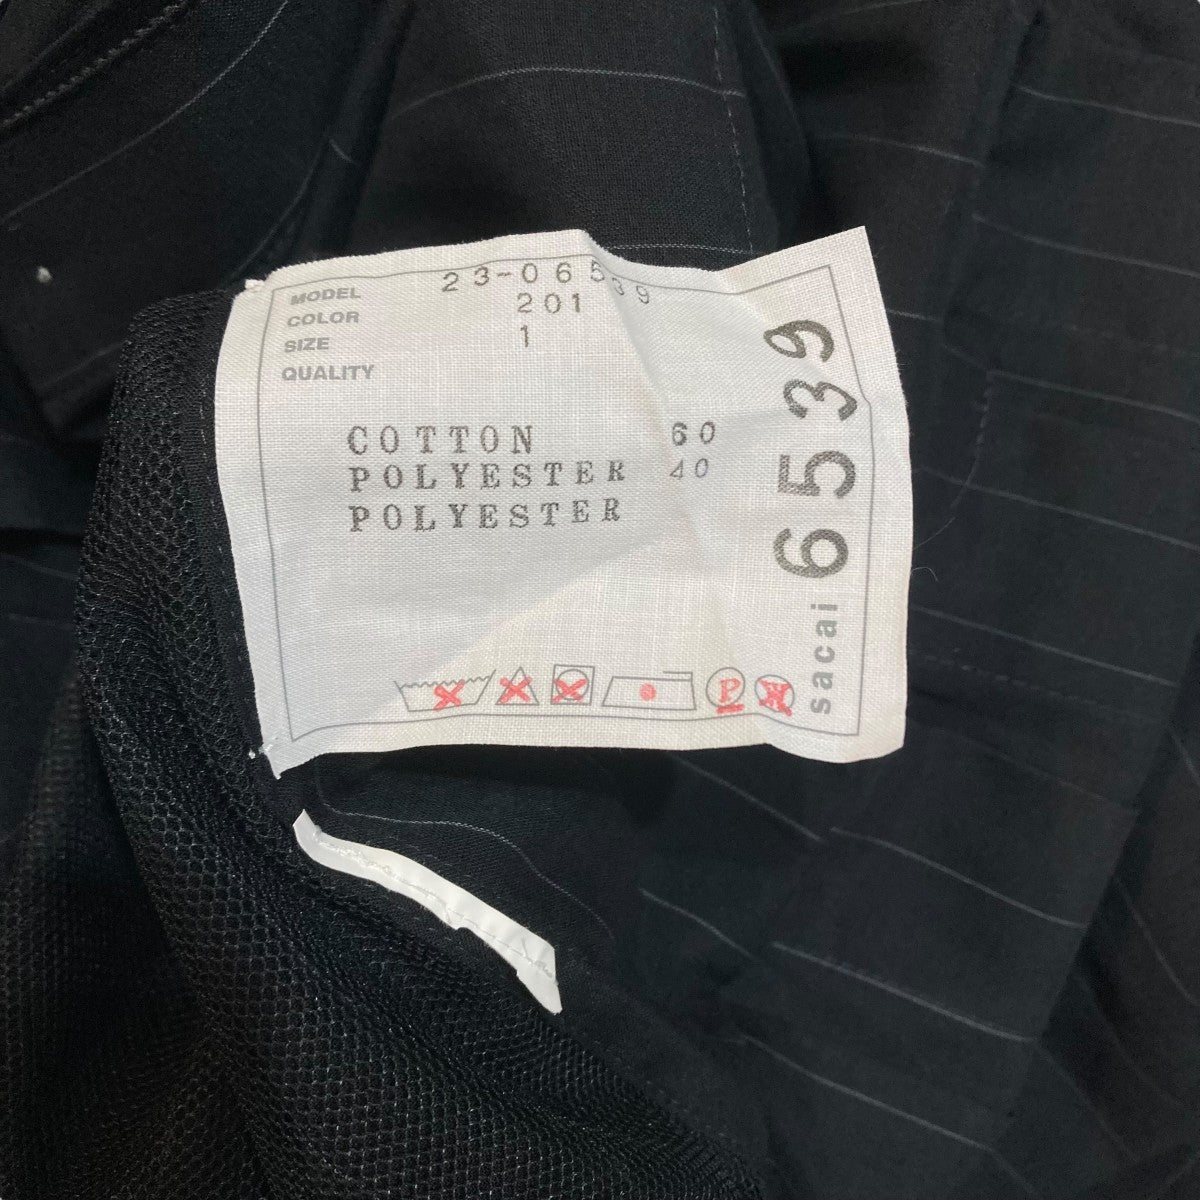 MODEL 23-06539
COLOR 201
SIZE 1
QUALITY
COTTON 60
POLYESTER 40
POLYESTER
P
sacai 6539